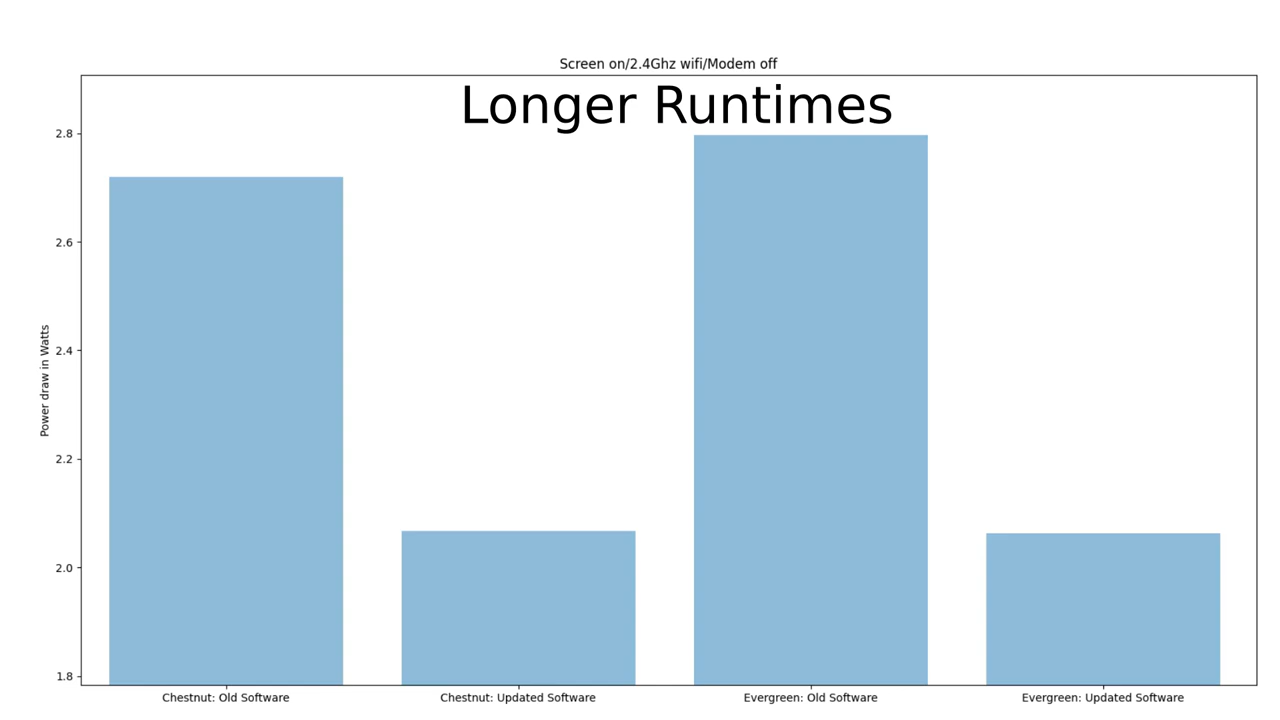 Screen on/2.4Ghz wifi/Modem off
Longer Runtimes
Power draw in Watts
2.8
2.6
2.4
2.2
2.0
1.8
Chestnut: Old Software
Chestnut: Updated Software
Evergreen: Old Software
Evergreen: Updated Software